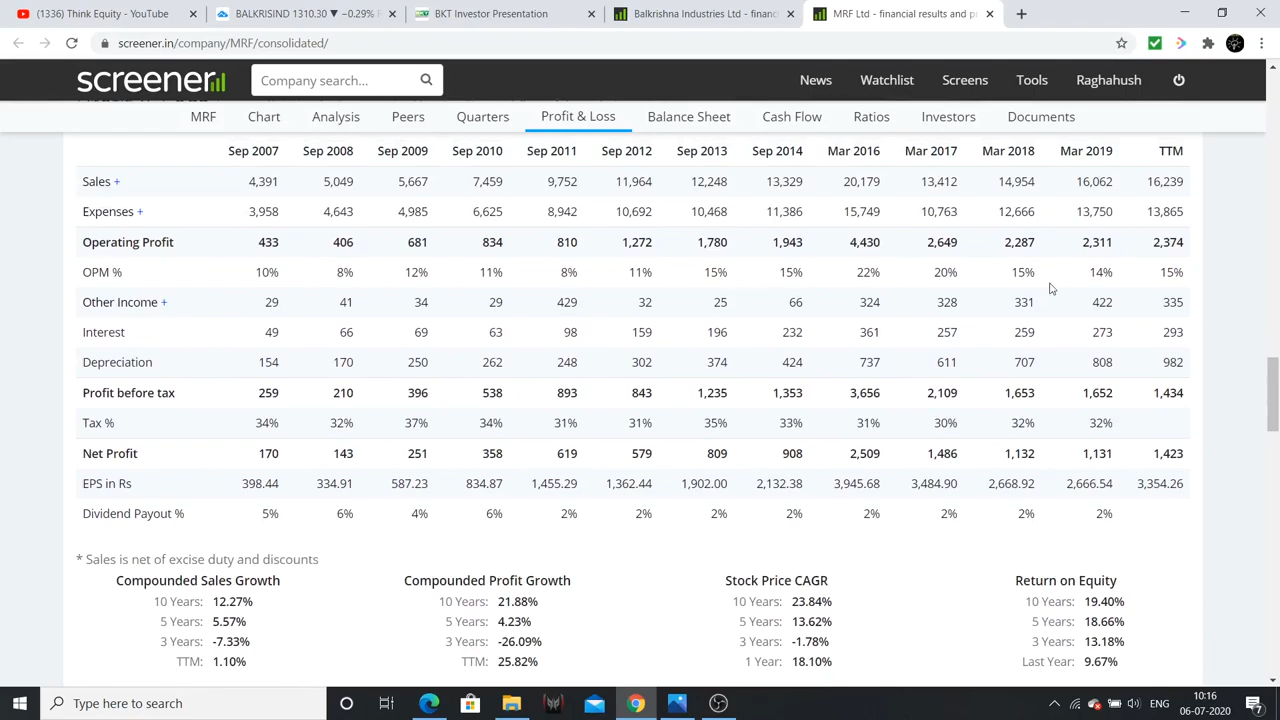 (1336) Think Equity - YouTube
BALKRISIND 1310.30 ▼ −0.29% R
BKT Investor Presentation
Balkrishna Industries Ltd - financi
MRF Ltd - financial results and p
screener.in/company/MRF/consolidated/
screener
Company search...
News Watchlist Screens Tools Raghahush
MRF Chart Analysis Peers Quarters Profit & Loss Balance Sheet Cash Flow Ratios Investors Documents
Sep 2007 Sep 2008 Sep 2009 Sep 2010 Sep 2011 Sep 2012 Sep 2013 Sep 2014 Mar 2016 Mar 2017 Mar 2018 Mar 2019 TTM
Sales + 4,391 5,049 5,667 7,459 9,752 11,964 12,248 13,329 20,179 13,412 14,954 16,062 16,239
Expenses + 3,958 4,643 4,985 6,625 8,942 10,692 10,468 11,386 15,749 10,763 12,666 13,750 13,865
Operating Profit 433 406 681 834 810 1,272 1,780 1,943 4,430 2,649 2,287 2,311 2,374
OPM % 10% 8% 12% 11% 8% 11% 15% 15% 22% 20% 15% 14% 15%
Other Income + 29 41 34 29 429 32 25 66 324 328 331 422 335
Interest 49 66 69 63 98 159 196 232 361 257 259 273 293
Depreciation 154 170 250 262 248 302 374 424 737 611 707 808 982
Profit before tax 259 210 396 538 893 843 1,235 1,353 3,656 2,109 1,653 1,652 1,434
Tax % 34% 32% 37% 34% 31% 31% 35% 33% 31% 30% 32% 32%
Net Profit 170 143 251 358 619 579 809 908 2,509 1,486 1,132 1,131 1,423
EPS in Rs 398.44 334.91 587.23 834.87 1,455.29 1,362.44 1,902.00 2,132.38 3,945.68 3,484.90 2,668.92 2,666.54 3,354.26
Dividend Payout % 5% 6% 4% 6% 2% 2% 2% 2% 2% 2% 2% 2%
* Sales is net of excise duty and discounts
Compounded Sales Growth Compounded Profit Growth Stock Price CAGR Return on Equity
10 Years: 12.27% 10 Years: 21.88% 10 Years: 23.84% 10 Years: 19.40%
5 Years: 5.57% 5 Years: 4.23% 5 Years: 13.62% 5 Years: 18.66%
3 Years: -7.33% 3 Years: -26.09% 3 Years: -1.78% 3 Years: 13.18%
TTM: 1.10% TTM: 25.82% 1 Year: 18.10% Last Year: 9.67%
Type here to search
ENG
10:16
06-07-2020
7